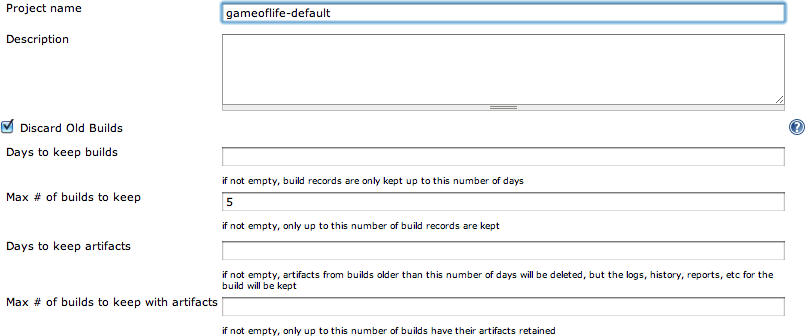 Project name
gameoflife-default
Description
Discard Old Builds
?
Days to keep builds
if not empty, build records are only kept up to this number of days
Max # of builds to keep
5
if not empty, only up to this number of build records are kept
Days to keep artifacts
if not empty, artifacts from builds older than this number of days will be deleted, but the logs, history, reports, etc for the
build will be kept
Max # of builds to keep with artifacts
if not empty, only up to this number of builds have their artifacts retained